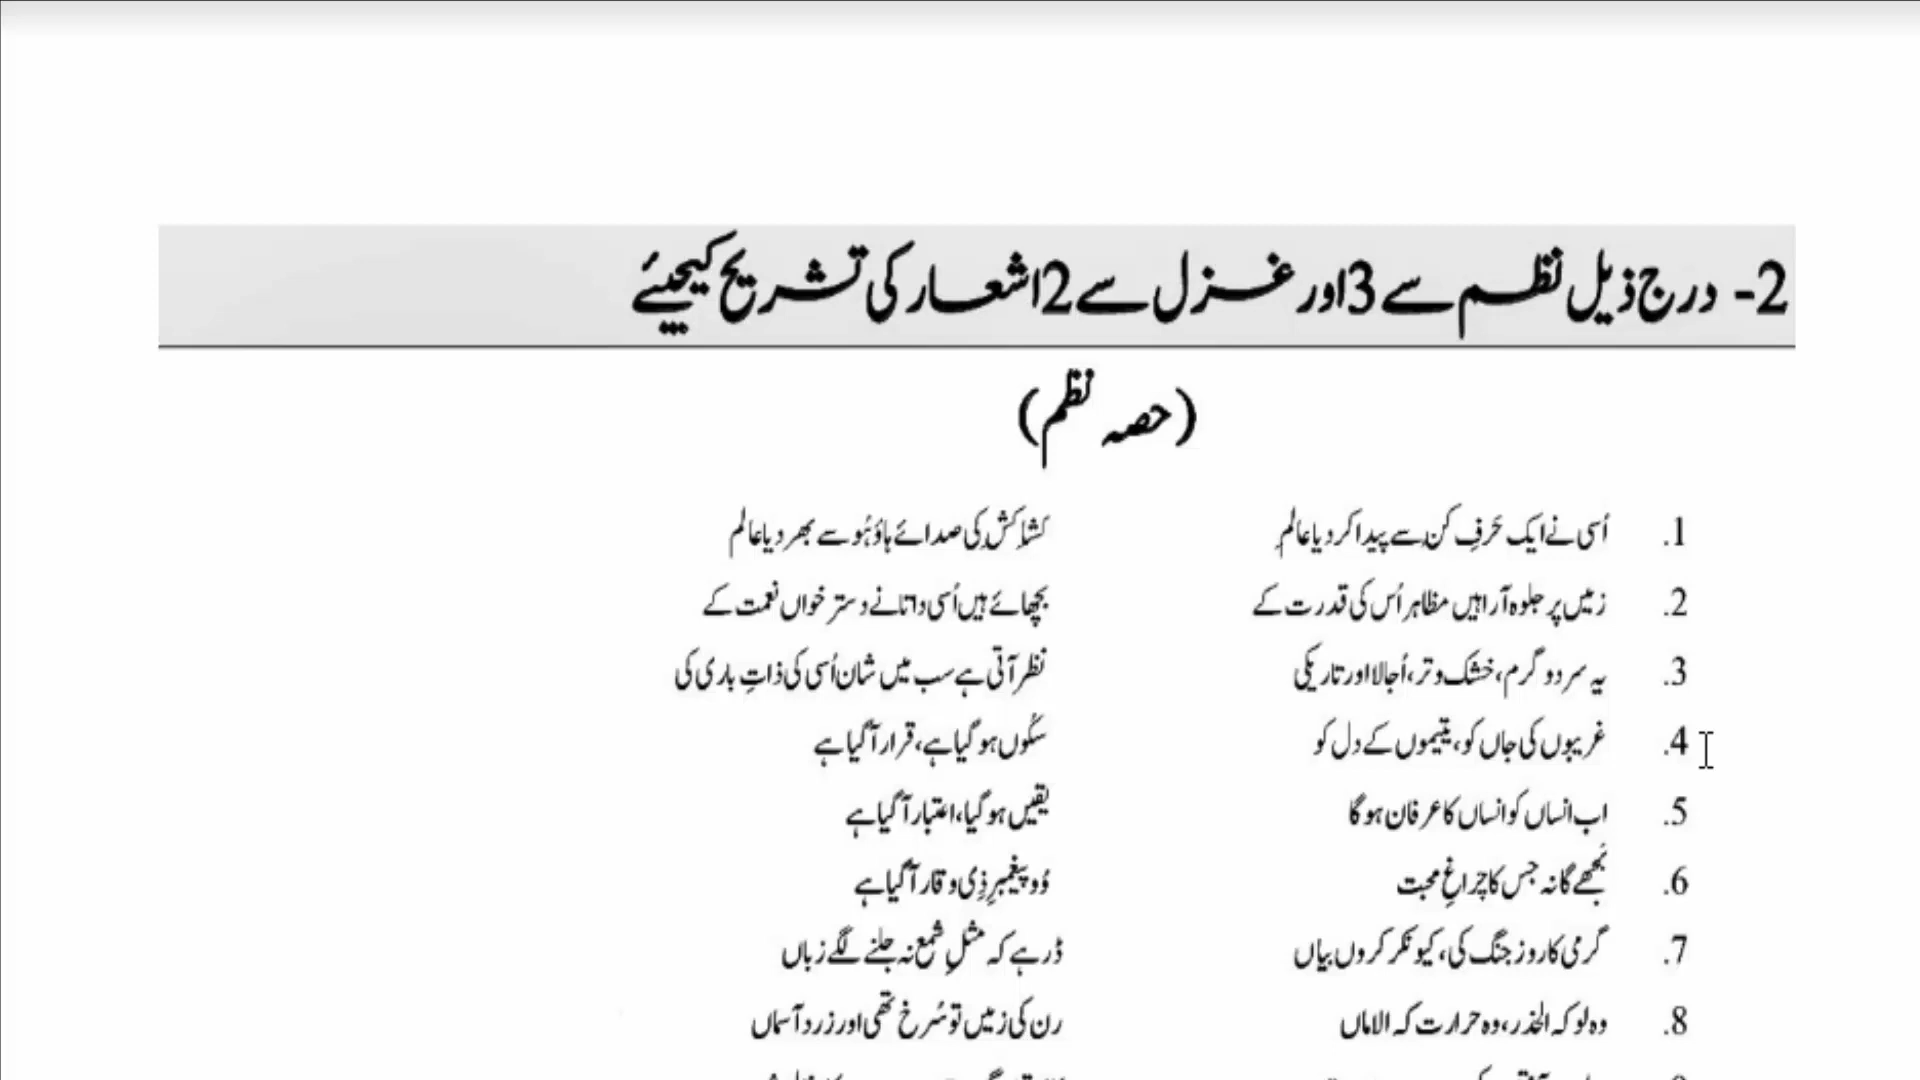 2- درج ذیل نظم سے 3 اور غزل سے 2 اشعار کی تشریح کیجیئے
(حصہ نظم)
1. اُسی نے ایک حَرفِ کُن سے پیدا کر دیا عالم کشاکش کی صدائے ہاؤ ہُو سے بھر دیا عالم
2. زمیں پر جلوہ آرا ہیں مظاہر اُس کی قدرت کے بچھائے ہیں اُسی داتا نے دستر خواں نعمت کے
3. یہ سرد و گرم، خشک و تر، اُجالا اور تاریکی نظر آتی ہے سب میں شان اُسی کی ذاتِ باری کی
4. غریبوں کی جاں کو، یتیموں کے دل کو سکُوں ہو گیا ہے، قرار آ گیا ہے
5. اب انساں کو انساں کا عرفان ہو گا یقیں ہو گیا، اعتبار آ گیا ہے
6. بُجھے گا نہ جس کا چراغِ محبت وُہ پیغمبرِ ذِی وقار آ گیا ہے
7. گرمی کا روز جنگ کی، کیونکر کروں بیاں ڈر ہے کہ مثلِ شمع نہ جلنے لگے زباں
8. وہ لو کہ الحذر، وہ حرارت کہ الاماں رن کی زمیں تو سُرخ تھی اور زرد آسماں